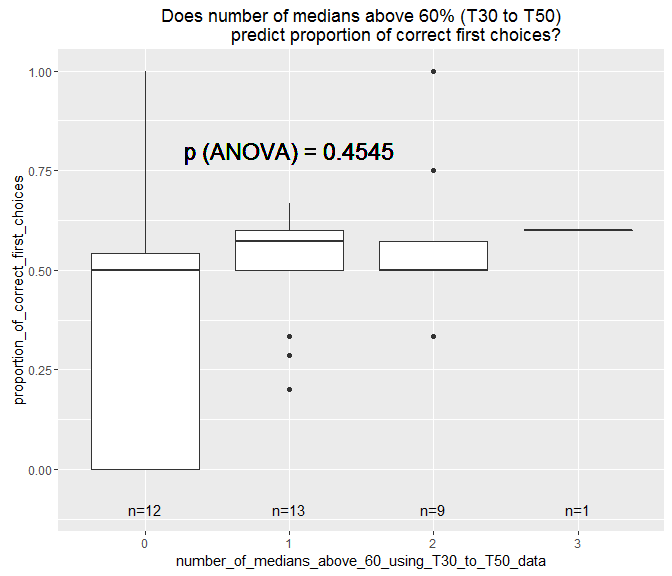 Does number of medians above 60% (T30 to T50)
predict proportion of correct first choices?
1.00
0.75
0.50
0.25
0.00
proportion_of_correct_first_choices
p (ANOVA) = 0.4545
n=12 n=13 n=9 n=1
0 1 2 3
number_of_medians_above_60_using_T30_to_T50_data